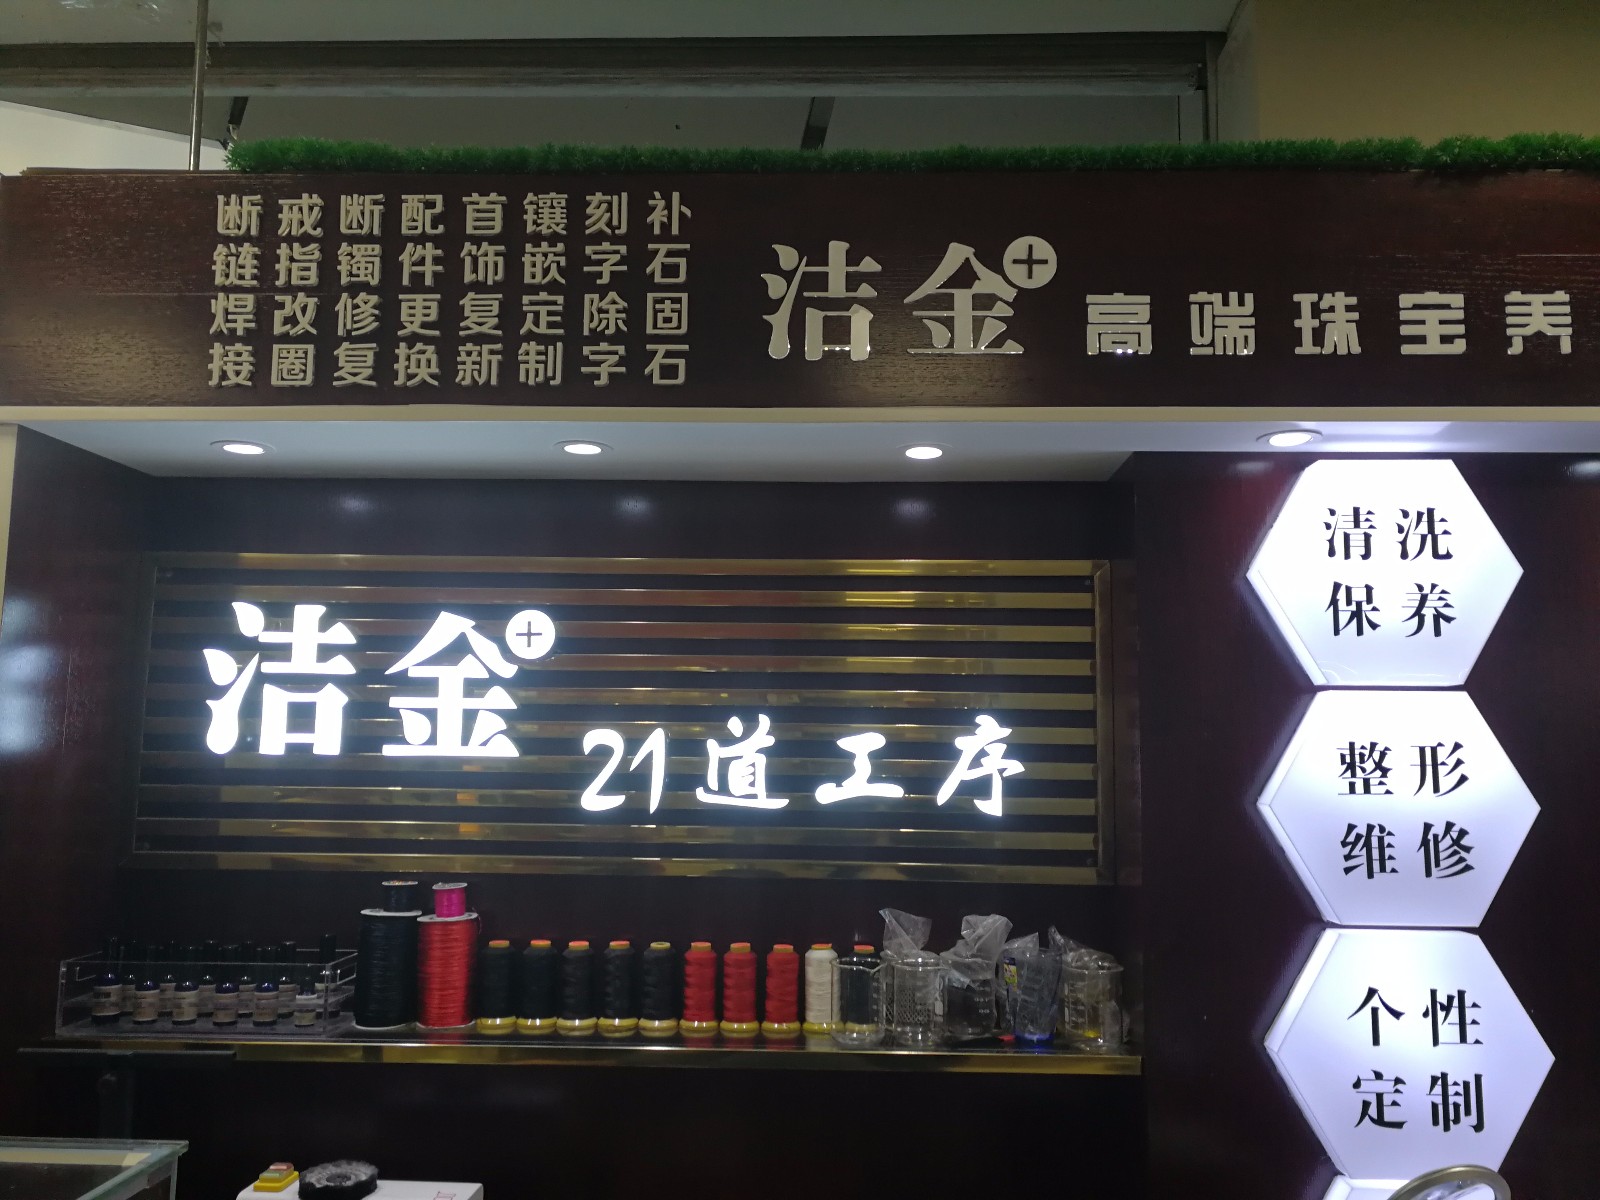 断链焊接
戒指改圈
断镯修复
配件更换
首饰复新
镶嵌定制
刻字除字
补石固石
洁金+
高端珠宝养
洁金+
21道工序
清洗
保养
整形
维修
个性
定制